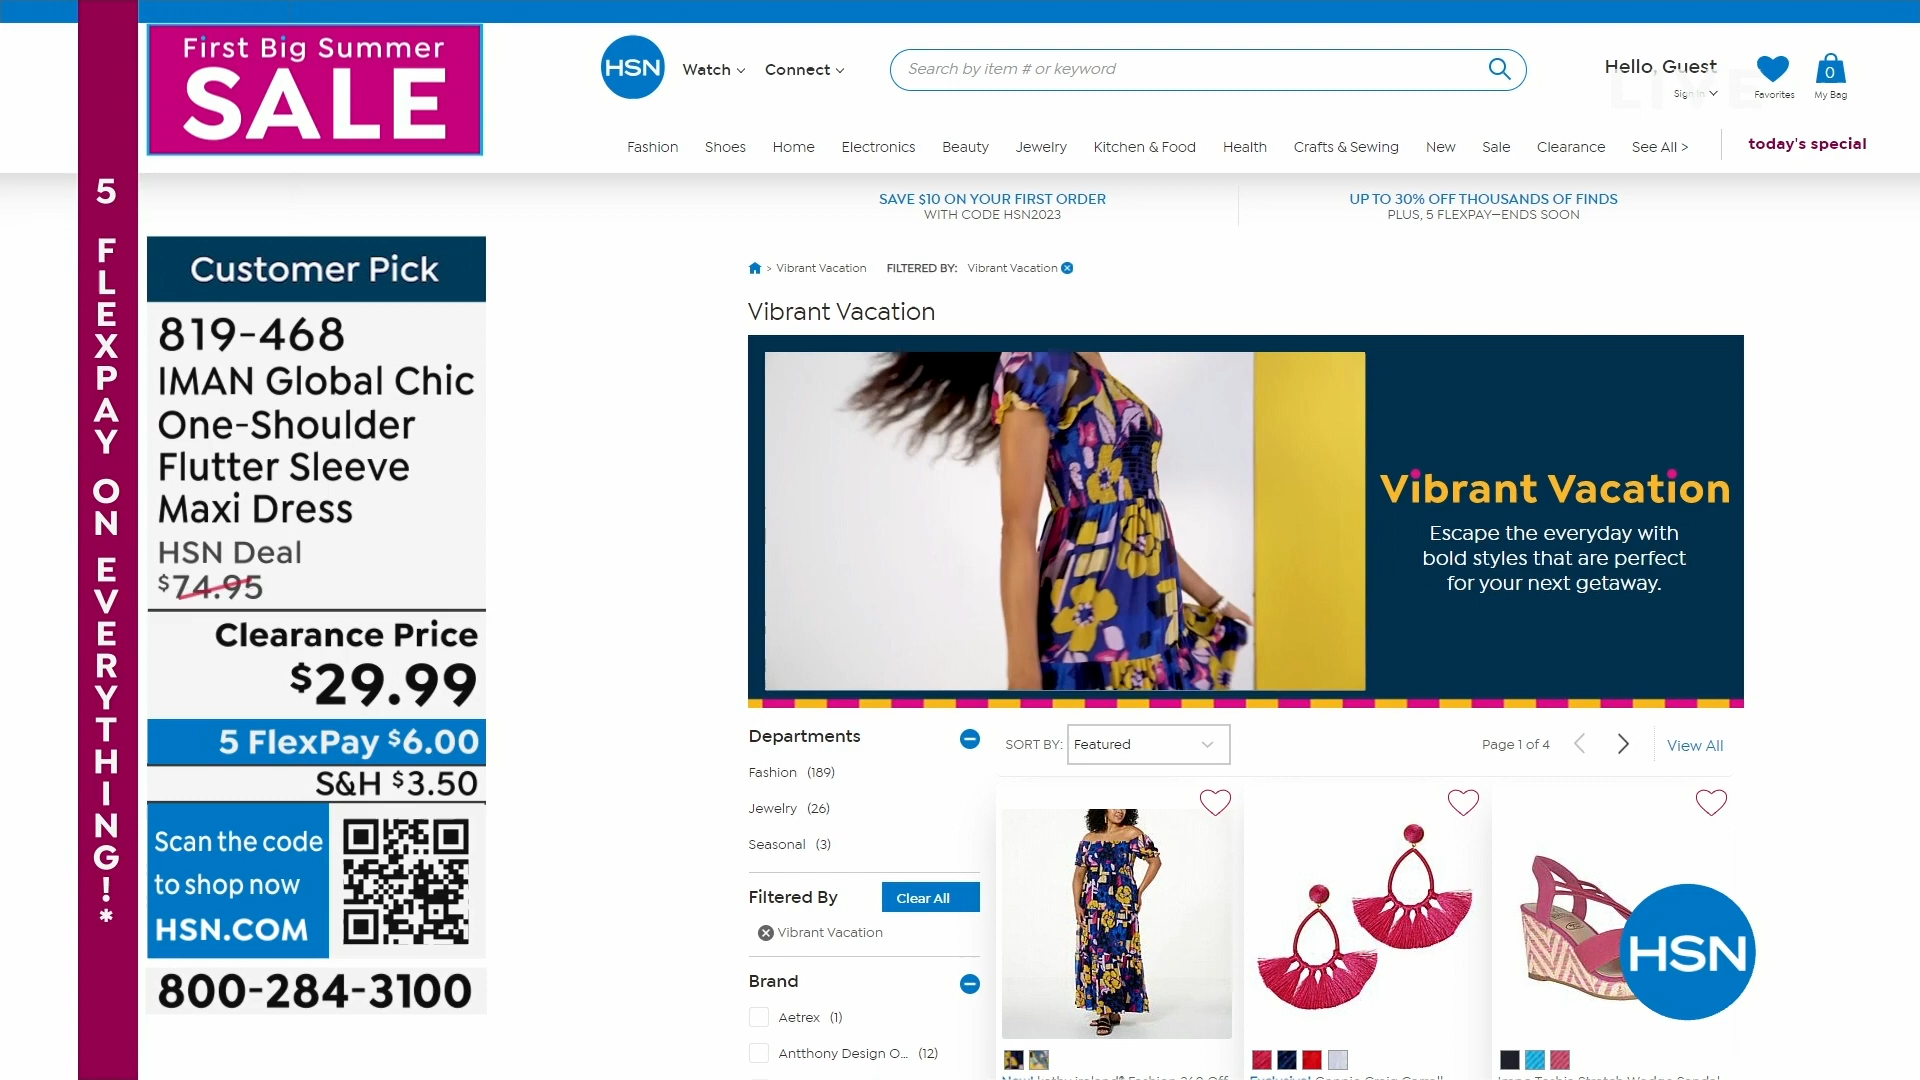 First Big Summer
SALE
5 FLEXPAY ON EVERYTHING!*
Customer Pick
819-468
IMAN Global Chic
One-Shoulder
Flutter Sleeve
Maxi Dress
HSN Deal
$74.95
Clearance Price
$29.99
5 FlexPay $6.00
S&H $3.50
Scan the code
to shop now
HSN.COM
800-284-3100
HSN
Watch
Connect
Search by item # or keyword
Hello, Guest
Sign In
LIVE
Favorites
0
My Bag
Fashion Shoes Home Electronics Beauty Jewelry Kitchen & Food Health Crafts & Sewing New Sale Clearance See All >
today's special
SAVE $10 ON YOUR FIRST ORDER
WITH CODE HSN2023
UP TO 30% OFF THOUSANDS OF FINDS
PLUS, 5 FLEXPAY—ENDS SOON
> Vibrant Vacation FILTERED BY: Vibrant Vacation
Vibrant Vacation
Vibrant Vacation
Escape the everyday with
bold styles that are perfect
for your next getaway.
Departments
Fashion (189)
Jewelry (26)
Seasonal (3)
Filtered By
Clear All
Vibrant Vacation
Brand
Aetrex (1)
Antthony Design O... (12)
SORT BY: Featured
Page 1 of 4
View All
HSN